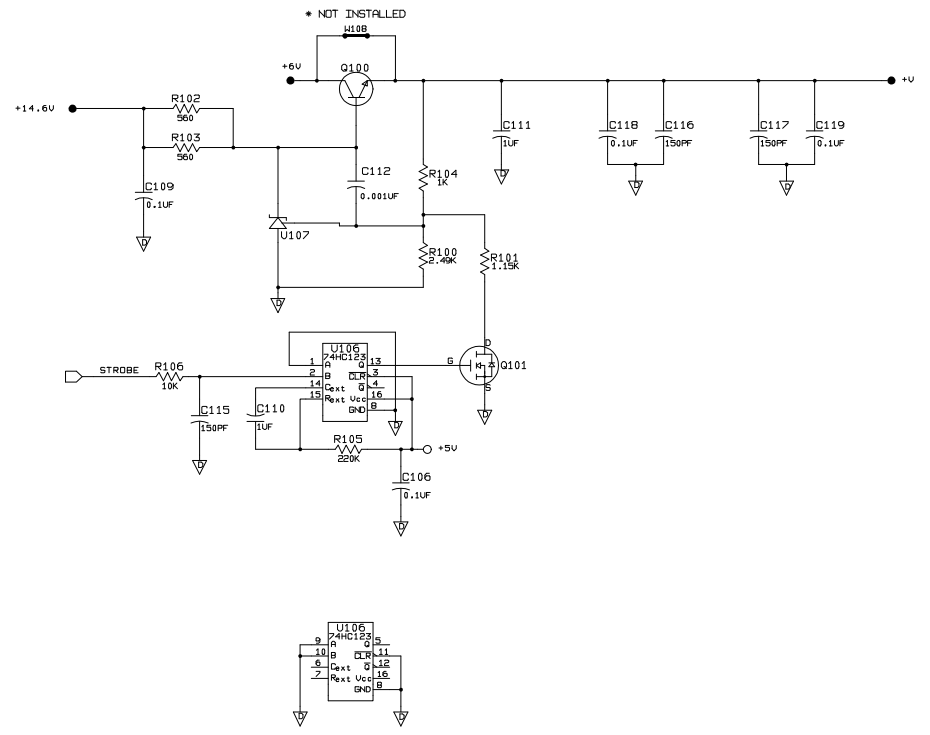 * NOT INSTALLED
W108
+6V
Q100
+V
+14.6V
R102
560
R103
560
C111
1UF
C118
0.1UF
C116
150PF
C117
150PF
C119
0.1UF
C109
0.1UF
C112
0.001UF
R104
1K
U107
R100
2.49K
R101
1.15K
D
D
D
D
D
D
U106
74HC123
1 A Q 13
2 B CLR 3
14 Cext Q 4
15 Rext Vcc 16
GND 8
D
G
S
Q101
STROBE
R106
10K
C115
150PF
C110
1UF
R105
220K
+5V
C106
0.1UF
D
D
D
D
U106
74HC123
9 A Q 5
10 B CLR 11
6 Cext Q 12
7 Rext Vcc 16
GND 8
D
D